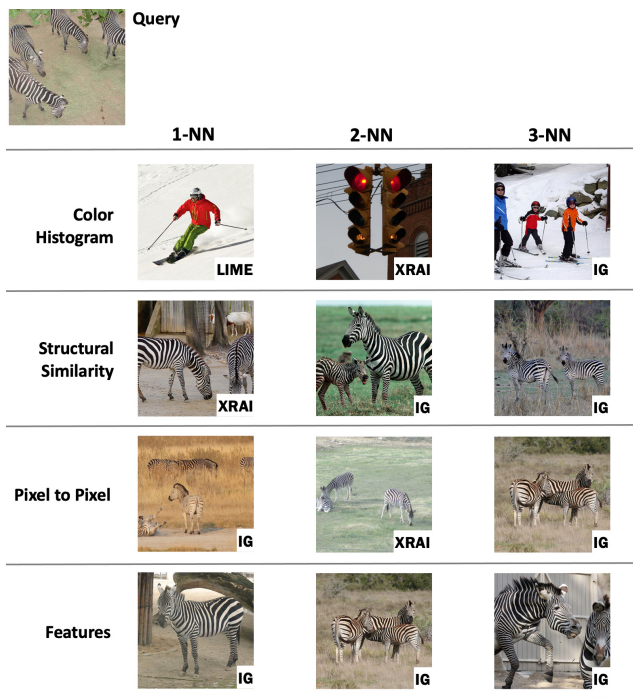 Query
1-NN 2-NN 3-NN
Color
Histogram
LIME XRAI IG
Structural
Similarity
XRAI IG IG
Pixel to Pixel
IG XRAI IG
Features
IG IG IG